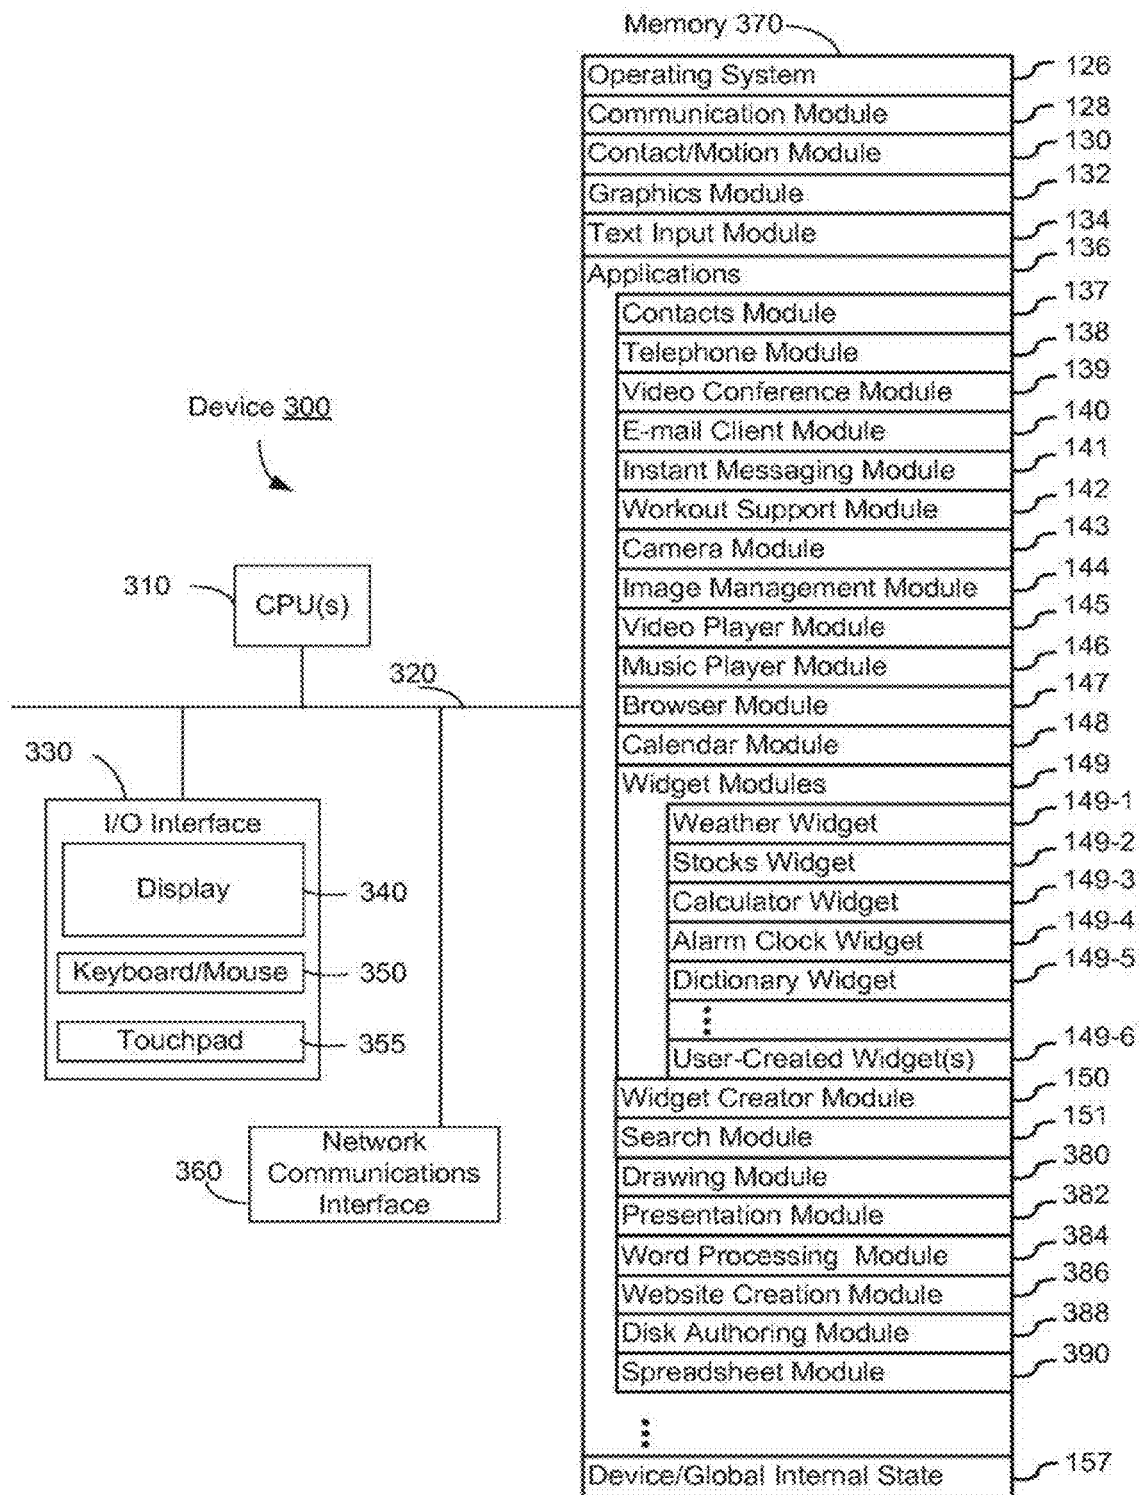 Memory 370
Operating System 126
Communication Module 128
Contact/Motion Module 130
Graphics Module 132
Text Input Module 134
Applications 136
Contacts Module 137
Telephone Module 138
Video Conference Module 139
E-mail Client Module 140
Instant Messaging Module 141
Workout Support Module 142
Camera Module 143
Image Management Module 144
Video Player Module 145
Music Player Module 146
Browser Module 147
Calendar Module 148
Widget Modules 149
Weather Widget 149-1
Stocks Widget 149-2
Calculator Widget 149-3
Alarm Clock Widget 149-4
Dictionary Widget 149-5
User-Created Widget(s) 149-6
Widget Creator Module 150
Search Module 151
Drawing Module 380
Presentation Module 382
Word Processing Module 384
Website Creation Module 386
Disk Authoring Module 388
Spreadsheet Module 390
Device/Global Internal State 157
Device 300
310
CPU(s)
320
330
I/O Interface
Display 340
Keyboard/Mouse 350
Touchpad 355
360
Network
Communications
Interface